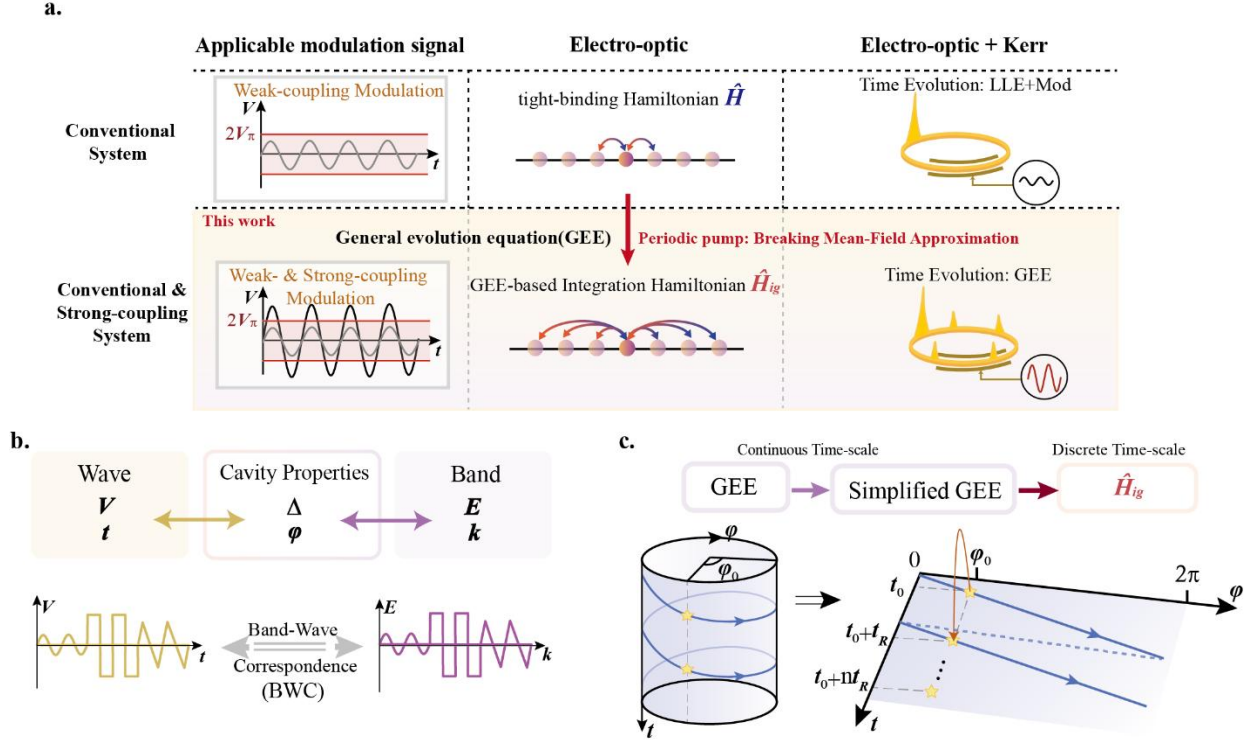 a.
Applicable modulation signal
Electro-optic
Electro-optic + Kerr
Conventional
System
Weak-coupling Modulation
V
2Vπ
t
tight-binding Hamiltonian Ĥ
Time Evolution: LLE+Mod
This work
General evolution equation(GEE)
Periodic pump: Breaking Mean-Field Approximation
Conventional &
Strong-coupling
System
Weak- & Strong-coupling
Modulation
V
2Vπ
t
GEE-based Integration Hamiltonian Ĥig
Time Evolution: GEE
b.
Wave
V
t
Cavity Properties
Δ
φ
Band
E
k
V
t
Band-Wave
Correspondence
(BWC)
E
k
c.
Continuous Time-scale
Discrete Time-scale
GEE
Simplified GEE
Ĥig
φ
φ0
t
0
φ0
2π
φ
t0
t0+tR
t0+ntR
t